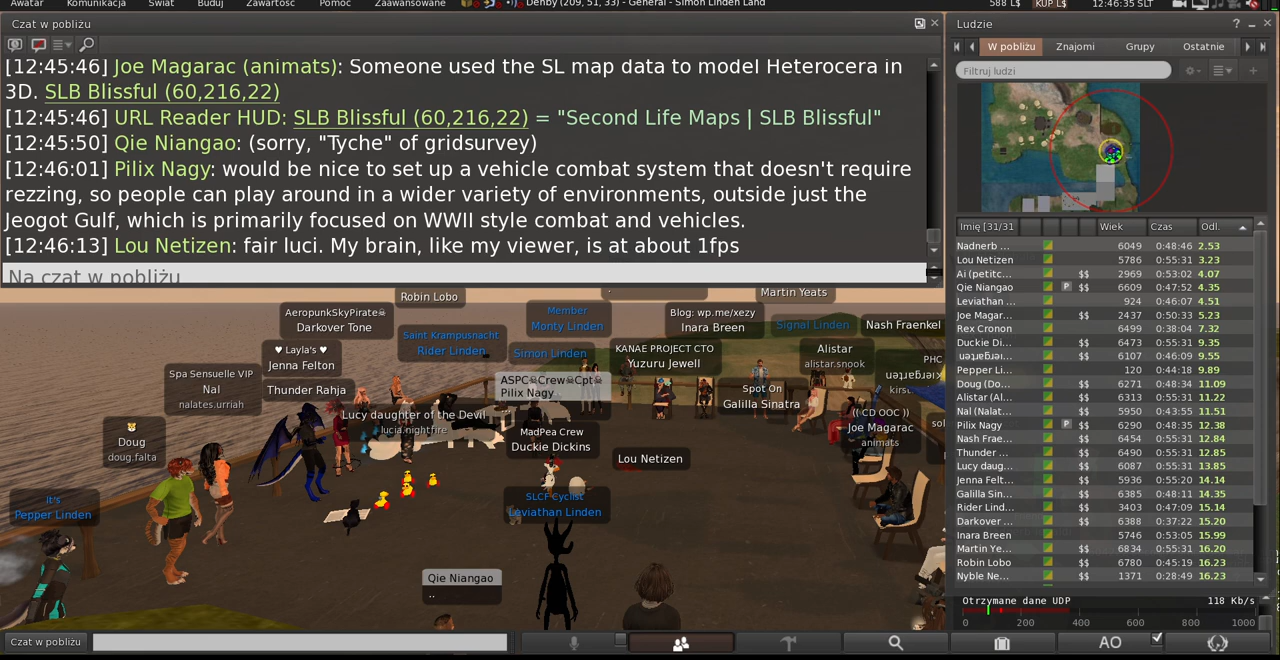 Awatar Komunikacja Świat Buduj Zawartość Pomoc Zaawansowane Denby (209, 51, 33) - General - Simon Linden Land 588 L$ KUP L$ 12:46:35 SLT
Czat w pobliżu
[12:45:46] Joe Magarac (animats): Someone used the SL map data to model Heterocera in
3D. SLB Blissful (60,216,22)
[12:45:46] URL Reader HUD: SLB Blissful (60,216,22) = "Second Life Maps | SLB Blissful"
[12:45:50] Qie Niangao: (sorry, "Tyche" of gridsurvey)
[12:46:01] Pilix Nagy: would be nice to set up a vehicle combat system that doesn't require
rezzing, so people can play around in a wider variety of environments, outside just the
Jeogot Gulf, which is primarily focused on WWII style combat and vehicles.
[12:46:13] Lou Netizen: fair luci. My brain, like my viewer, is at about 1fps
Na czat w pobliżu
Robin Lobo
Martin Yeats
AeropunkSkyPirate☠
Darkover Tone
Member
Monty Linden
Blog: wp.me/xezy
Inara Breen
Signal Linden
Nash Fraenkel
Saint Krampusnacht
Rider Linden
Simon Linden
KANAE PROJECT CTO
Yuzuru Jewell
Alistar
alistar.snook
♥ Layla's ♥
Jenna Felton
PHC
kirs
Spa Sensuelle VIP
Nal
nalates.urriah
Thunder Rahja
ASPC☠Crew☠Cpt☠
Pilix Nagy
Spot On
Galilla Sinatra
Lucy daughter of the Devil
lucia.nightfire
(( CD OOC ))
Joe Magarac
animats
sol
Doug
doug.falta
MadPea Crew
Duckie Dickins
Lou Netizen
It's
Pepper Linden
SLCF Cyclist
Leviathan Linden
Qie Niangao
..
Czat w pobliżu
AO
Ludzie
? _ ×
W pobliżu Znajomi Grupy Ostatnie
Filtruj ludzi
Imię [31/31 Wiek Czas Odl.
Nadnerb ... 6049 0:48:46 2.53
Lou Netizen 5786 0:55:31 3.23
Ai (petitc... $$ 2969 0:53:02 4.07
Qie Niangao P $$ 6609 0:47:52 4.35
Leviathan ... 924 0:46:07 4.51
Joe Magar... $$ 2437 0:50:33 5.23
Rex Cronon $$ 6499 0:38:04 7.32
Duckie Di... $$ 6473 0:55:31 9.35
$$ 6107 0:46:09 9.55
Pepper Li... 120 0:44:18 9.89
Doug (Do... $$ 6271 0:48:34 11.09
Alistar (Al... $$ 6313 0:55:31 11.22
Nal (Nalat... $$ 5950 0:43:55 11.51
Pilix Nagy P $$ 6290 0:48:35 12.38
Nash Frae... $$ 6454 0:55:31 12.84
Thunder ... $$ 6490 0:55:31 12.85
Lucy daug... $$ 6087 0:55:31 13.85
Jenna Felt... $$ 5936 0:55:20 14.14
Galilla Sin... $$ 6385 0:48:11 14.35
Rider Lind... $$ 3403 0:47:09 15.14
Darkover ... $$ 6388 0:37:22 15.20
Inara Breen 5746 0:53:05 15.99
Martin Ye... $$ 6834 0:55:31 16.20
Robin Lobo $$ 6780 0:45:19 16.23
Nyble Ne... $$ 1371 0:28:49 16.23
Otrzymane dane UDP 118 Kb/s
0 200 400 600 800 1000